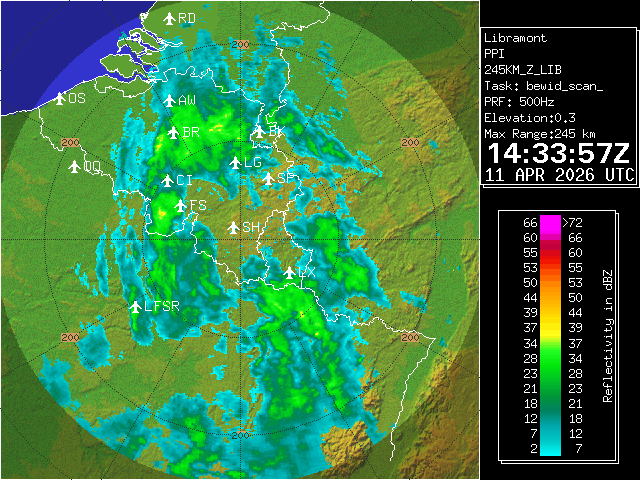 RD
200
OS
AW
BR
BK
200
200
OQ
LG
CI
SP
FS
SH
LX
LFSR
200
200
200
Libramont
PPI
245KM_Z_LIB
Task: bewid_scan_
PRF: 500Hz
Elevation:0.3
Max Range:245 km
14:33:57Z
11 APR 2026 UTC
66 >72
60 66
55 60
53 55
50 53
44 50
39 44
37 39
34 37
28 34
23 28
21 23
18 21
12 18
7 12
2 7
Reflectivity in dBZ